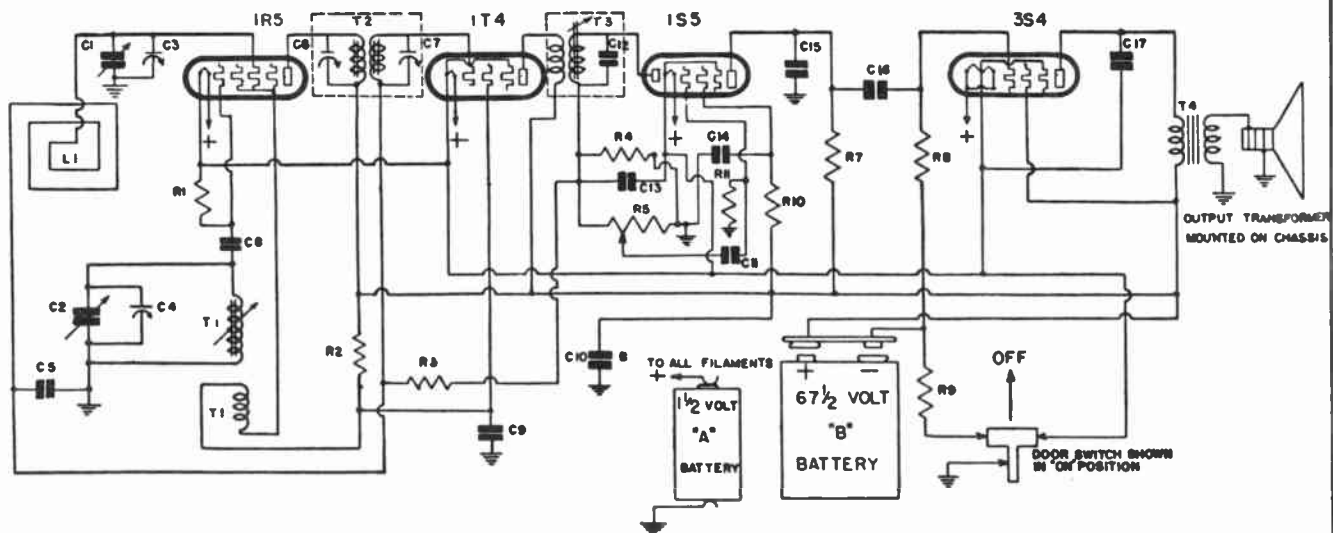 1R5
T2
1T4
T3
1S5
3S4
C1
C3
C6
C7
C12
C15
C17
C16
T4
L1
R4
C14
R7
R8
R1
C13
R11
R5
R10
C8
C11
OUTPUT TRANSFORMER
MOUNTED ON CHASSIS
C2
C4
T1
R2
C10
8
TO ALL FILAMENTS
+
OFF
C5
R3
1½ VOLT
"A"
BATTERY
+ −
67½ VOLT
"B"
BATTERY
R9
T1
C9
DOOR SWITCH SHOWN
IN "ON" POSITION
+
+
+
+